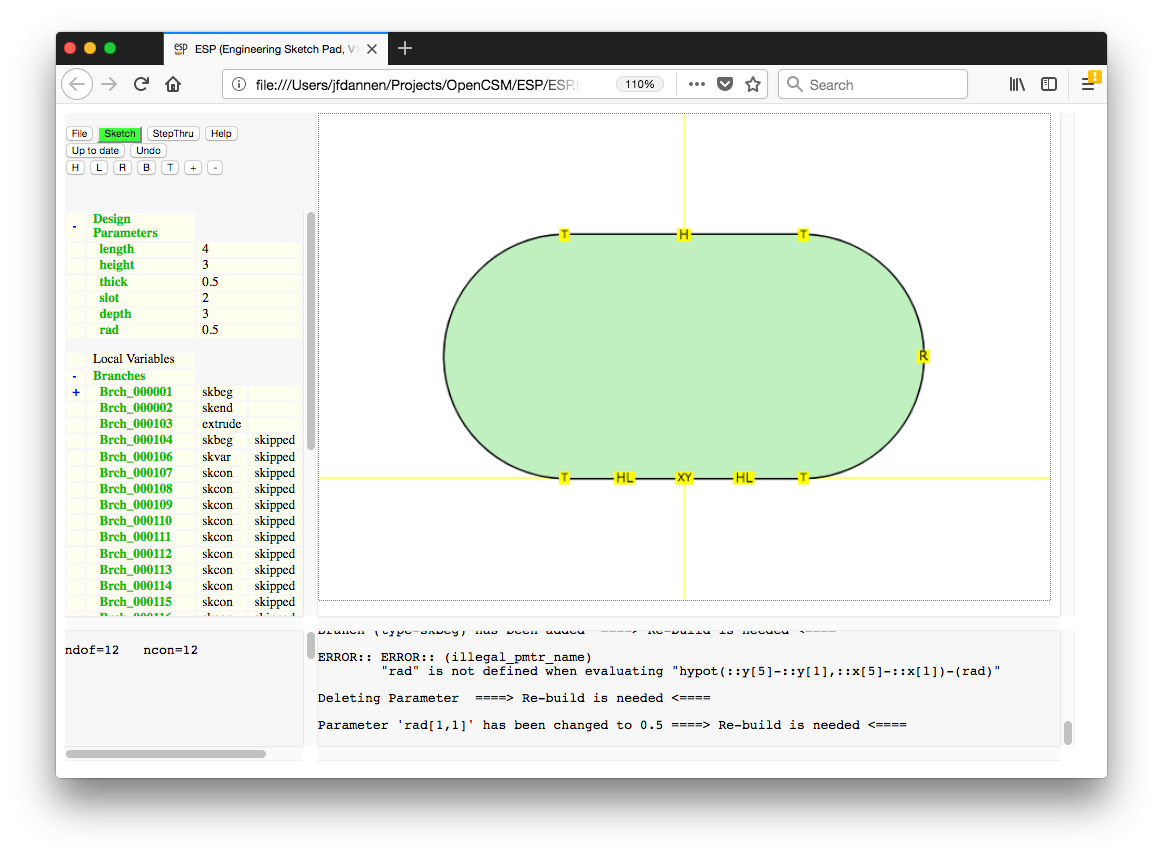 esp ESP (Engineering Sketch Pad, V1
file:///Users/jfdannen/Projects/OpenCSM/ESP/ESP. 110% Search
File Sketch StepThru Help
Up to date Undo
H L R B T + -
- Design Parameters
length 4
height 3
thick 0.5
slot 2
depth 3
rad 0.5
Local Variables
- Branches
+ Brch_000001 skbeg
Brch_000002 skend
Brch_000103 extrude
Brch_000104 skbeg skipped
Brch_000106 skvar skipped
Brch_000107 skcon skipped
Brch_000108 skcon skipped
Brch_000109 skcon skipped
Brch_000110 skcon skipped
Brch_000111 skcon skipped
Brch_000112 skcon skipped
Brch_000113 skcon skipped
Brch_000114 skcon skipped
Brch_000115 skcon skipped
T H T
R
T HL XY HL T
ndof=12 ncon=12
Branch (type=skbeg) has been added ====> Re-build is needed <====
ERROR:: ERROR:: (illegal_pmtr_name)
"rad" is not defined when evaluating "hypot(::y[5]-::y[1],::x[5]-::x[1])-(rad)"
Deleting Parameter ====> Re-build is needed <====
Parameter 'rad[1,1]' has been changed to 0.5 ====> Re-build is needed <====